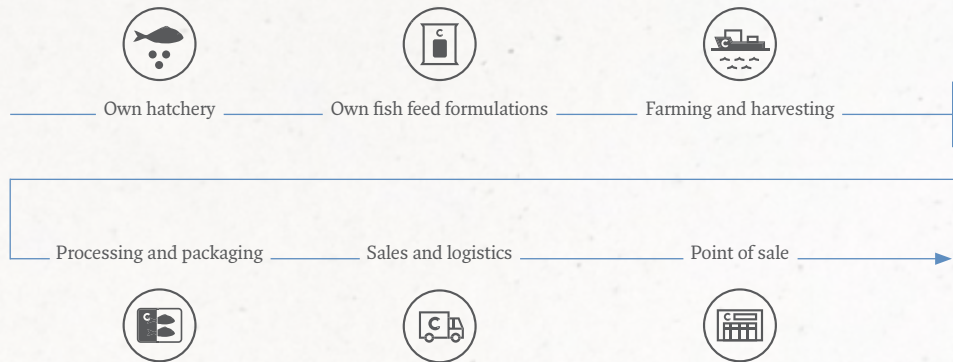 C
C
Own hatchery
Own fish feed formulations
Farming and harvesting
Processing and packaging
Sales and logistics
Point of sale
C
C
C